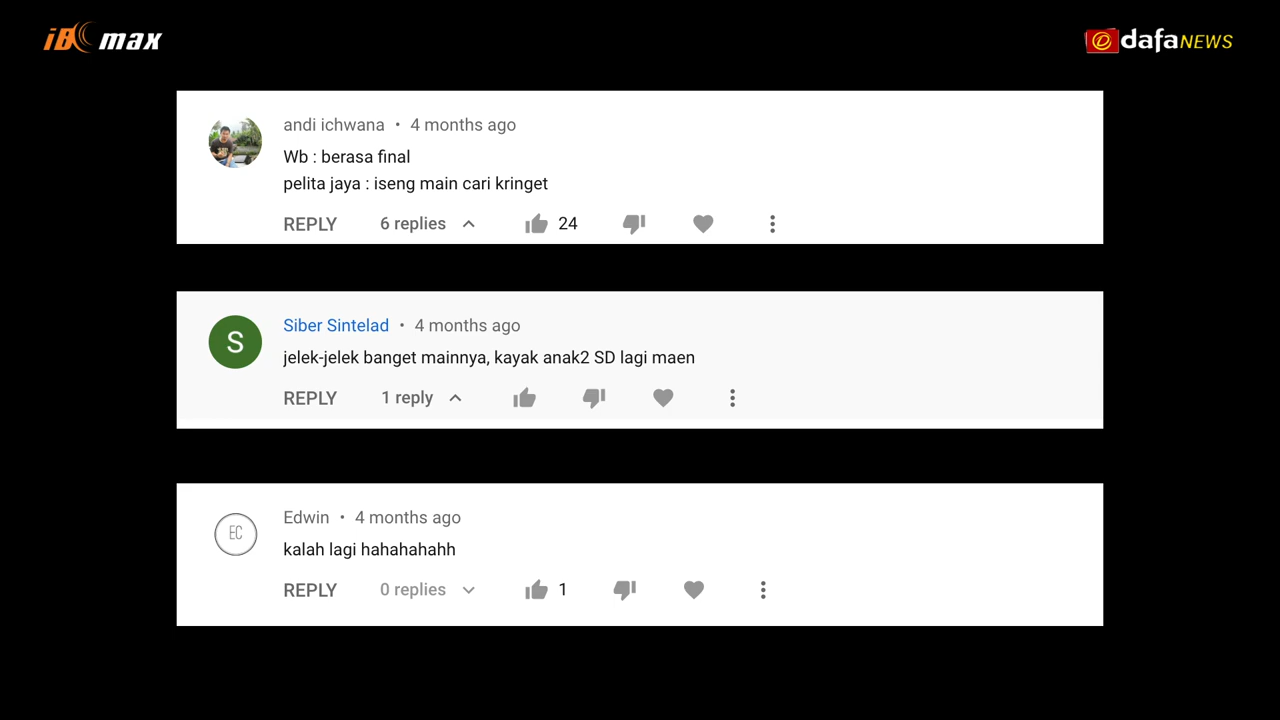 iBC max
dafaNEWS
andi ichwana • 4 months ago
Wb : berasa final
pelita jaya : iseng main cari kringet
REPLY 6 replies 24
S
Siber Sintelad • 4 months ago
jelek-jelek banget mainnya, kayak anak2 SD lagi maen
REPLY 1 reply
EC
Edwin • 4 months ago
kalah lagi hahahahahh
REPLY 0 replies 1